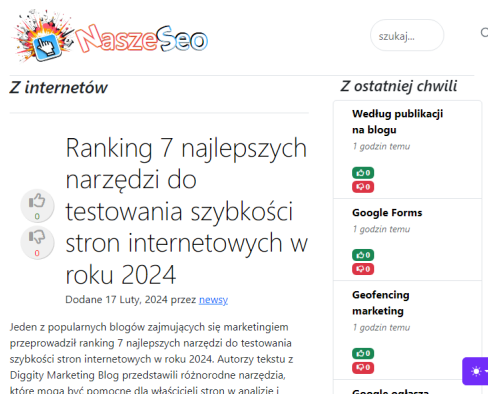 NaszeSeo
szukaj...
Z internetów
Ranking 7 najlepszych
narzędzi do
testowania szybkości
stron internetowych w
roku 2024
0
0
Dodane 17 Luty, 2024 przez newsy
Jeden z popularnych blogów zajmujących się marketingiem
przeprowadził ranking 7 najlepszych narzędzi do testowania
szybkości stron internetowych w roku 2024. Autorzy tekstu z
Diggity Marketing Blog przedstawili różnorodne narzędzia,
które mogą być pomocne dla właścicieli stron w analizie i
Z ostatniej chwili
Według publikacji
na blogu
1 godzin temu
0
0
Google Forms
1 godzin temu
0
0
Geofencing
marketing
1 godzin temu
0
0
Google ogłasza